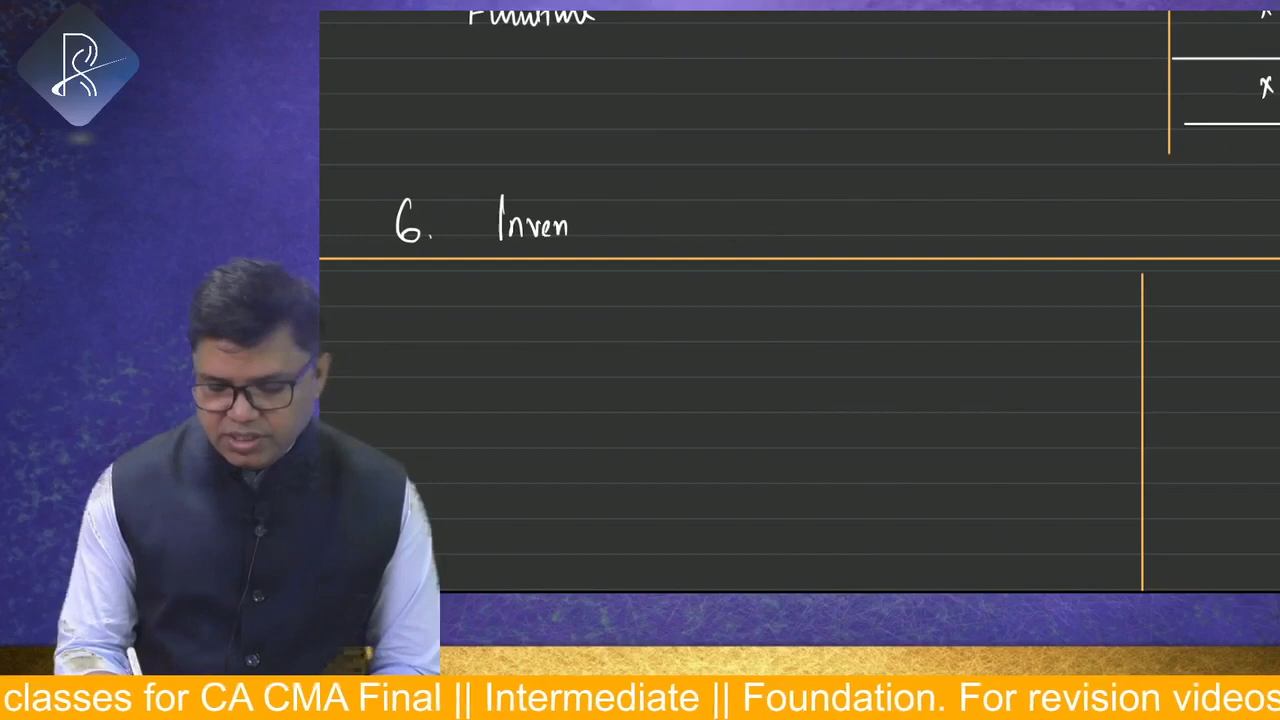 x
6. Inven
classes for CA CMA Final || Intermediate || Foundation. For revision videos